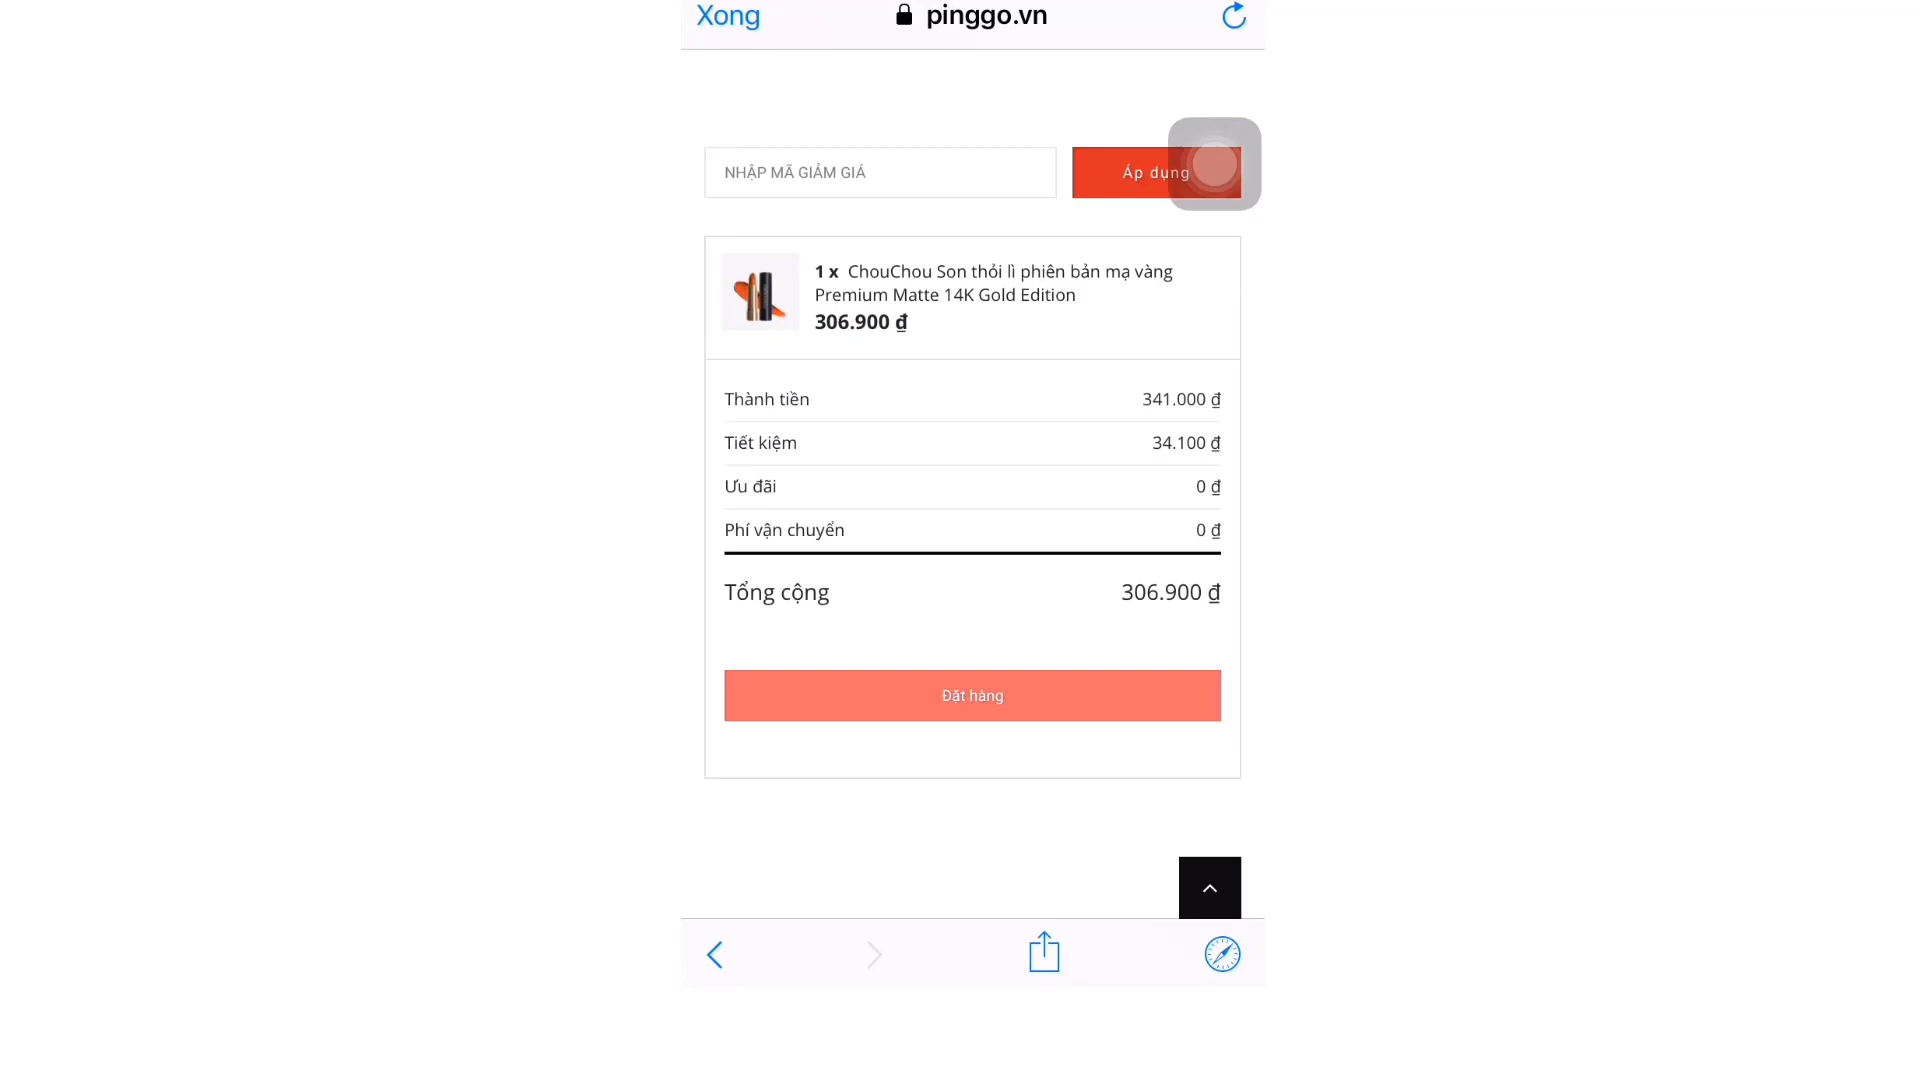 Xong
pinggo.vn
NHẬP MÃ GIẢM GIÁ
Áp dụng
1 x ChouChou Son thỏi lì phiên bản mạ vàng
Premium Matte 14K Gold Edition
306.900 ₫
Thành tiền 341.000 ₫
Tiết kiệm 34.100 ₫
Ưu đãi 0 ₫
Phí vận chuyển 0 ₫
Tổng cộng 306.900 ₫
Đặt hàng